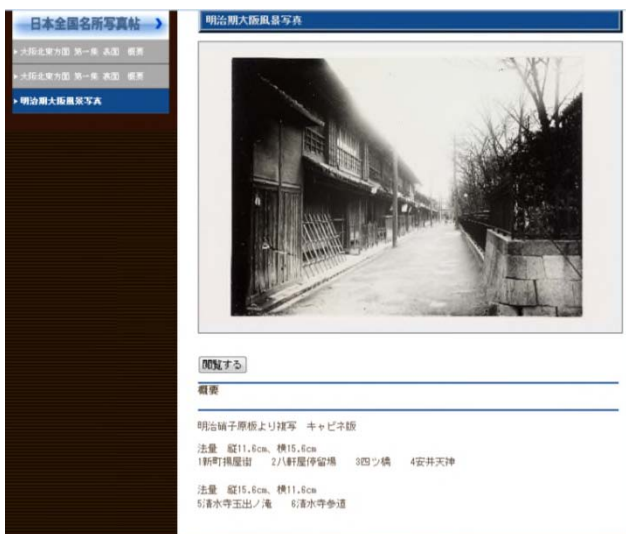 日本全国名所写真帖
大阪北東方面 第一集 表面 概要
大阪北東方面 第一集 裏面 概要
明治期大阪風景写真
明治期大阪風景写真
閲覧する
概要
明治硝子原板より複写 キャビネ版
法量 縦11.6cm、横15.6cm
1新町揚屋街 2八軒屋停留場 3四ツ橋 4安井天神
法量 縦15.6cm、横11.6cm
5清水寺玉出ノ滝 6清水寺参道